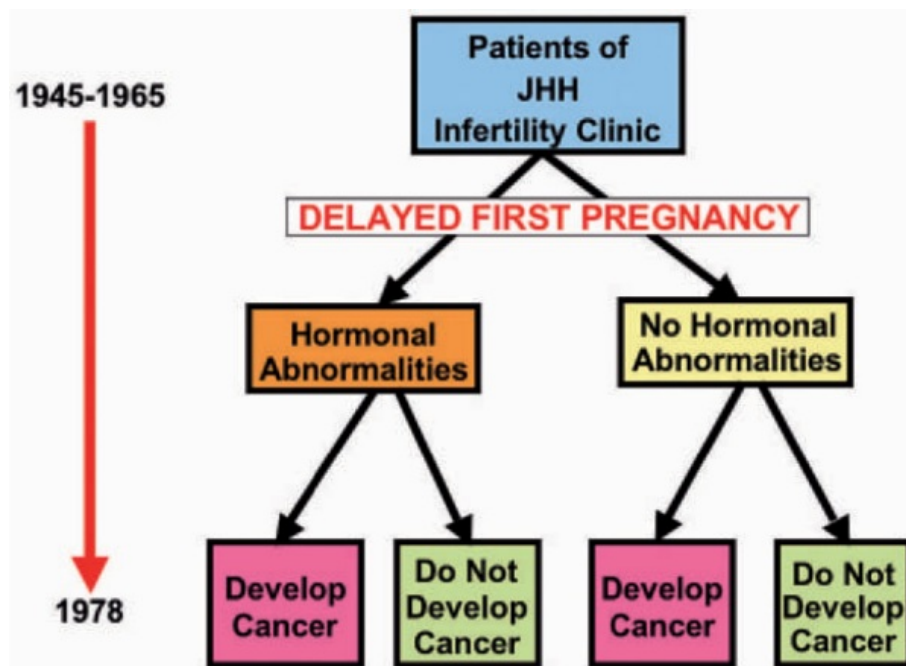 Patients of
JHH
Infertility Clinic
1945-1965
DELAYED FIRST PREGNANCY
Hormonal
Abnormalities
No Hormonal
Abnormalities
Develop
Cancer
Do Not
Develop
Cancer
Develop
Cancer
Do Not
Develop
Cancer
1978